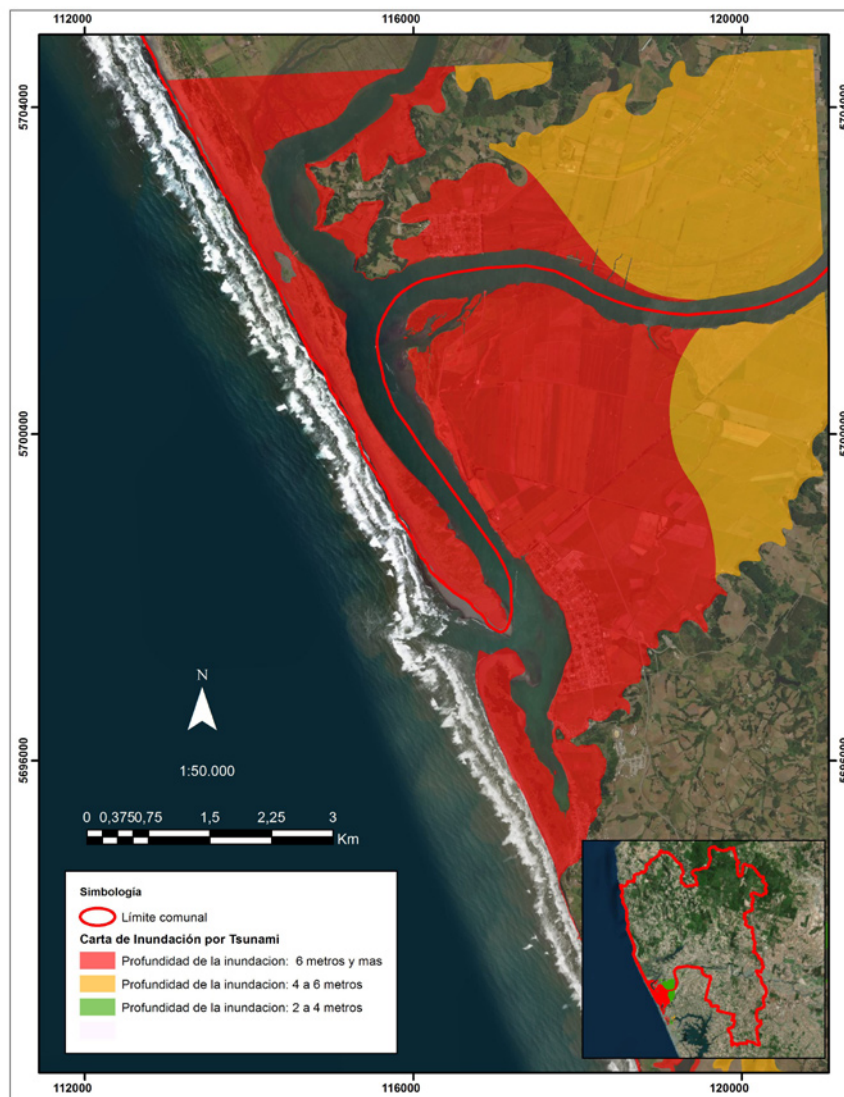 112000 116000 120000
5704000 5704000
5700000 5700000
5696000 5696000
N
1:50.000
0 0,375 0,75 1,5 2,25 3
Km
Simbología
Límite comunal
Carta de Inundación por Tsunami
Profundidad de la inundacion: 6 metros y mas
Profundidad de la inundacion: 4 a 6 metros
Profundidad de la inundacion: 2 a 4 metros
112000 116000 120000